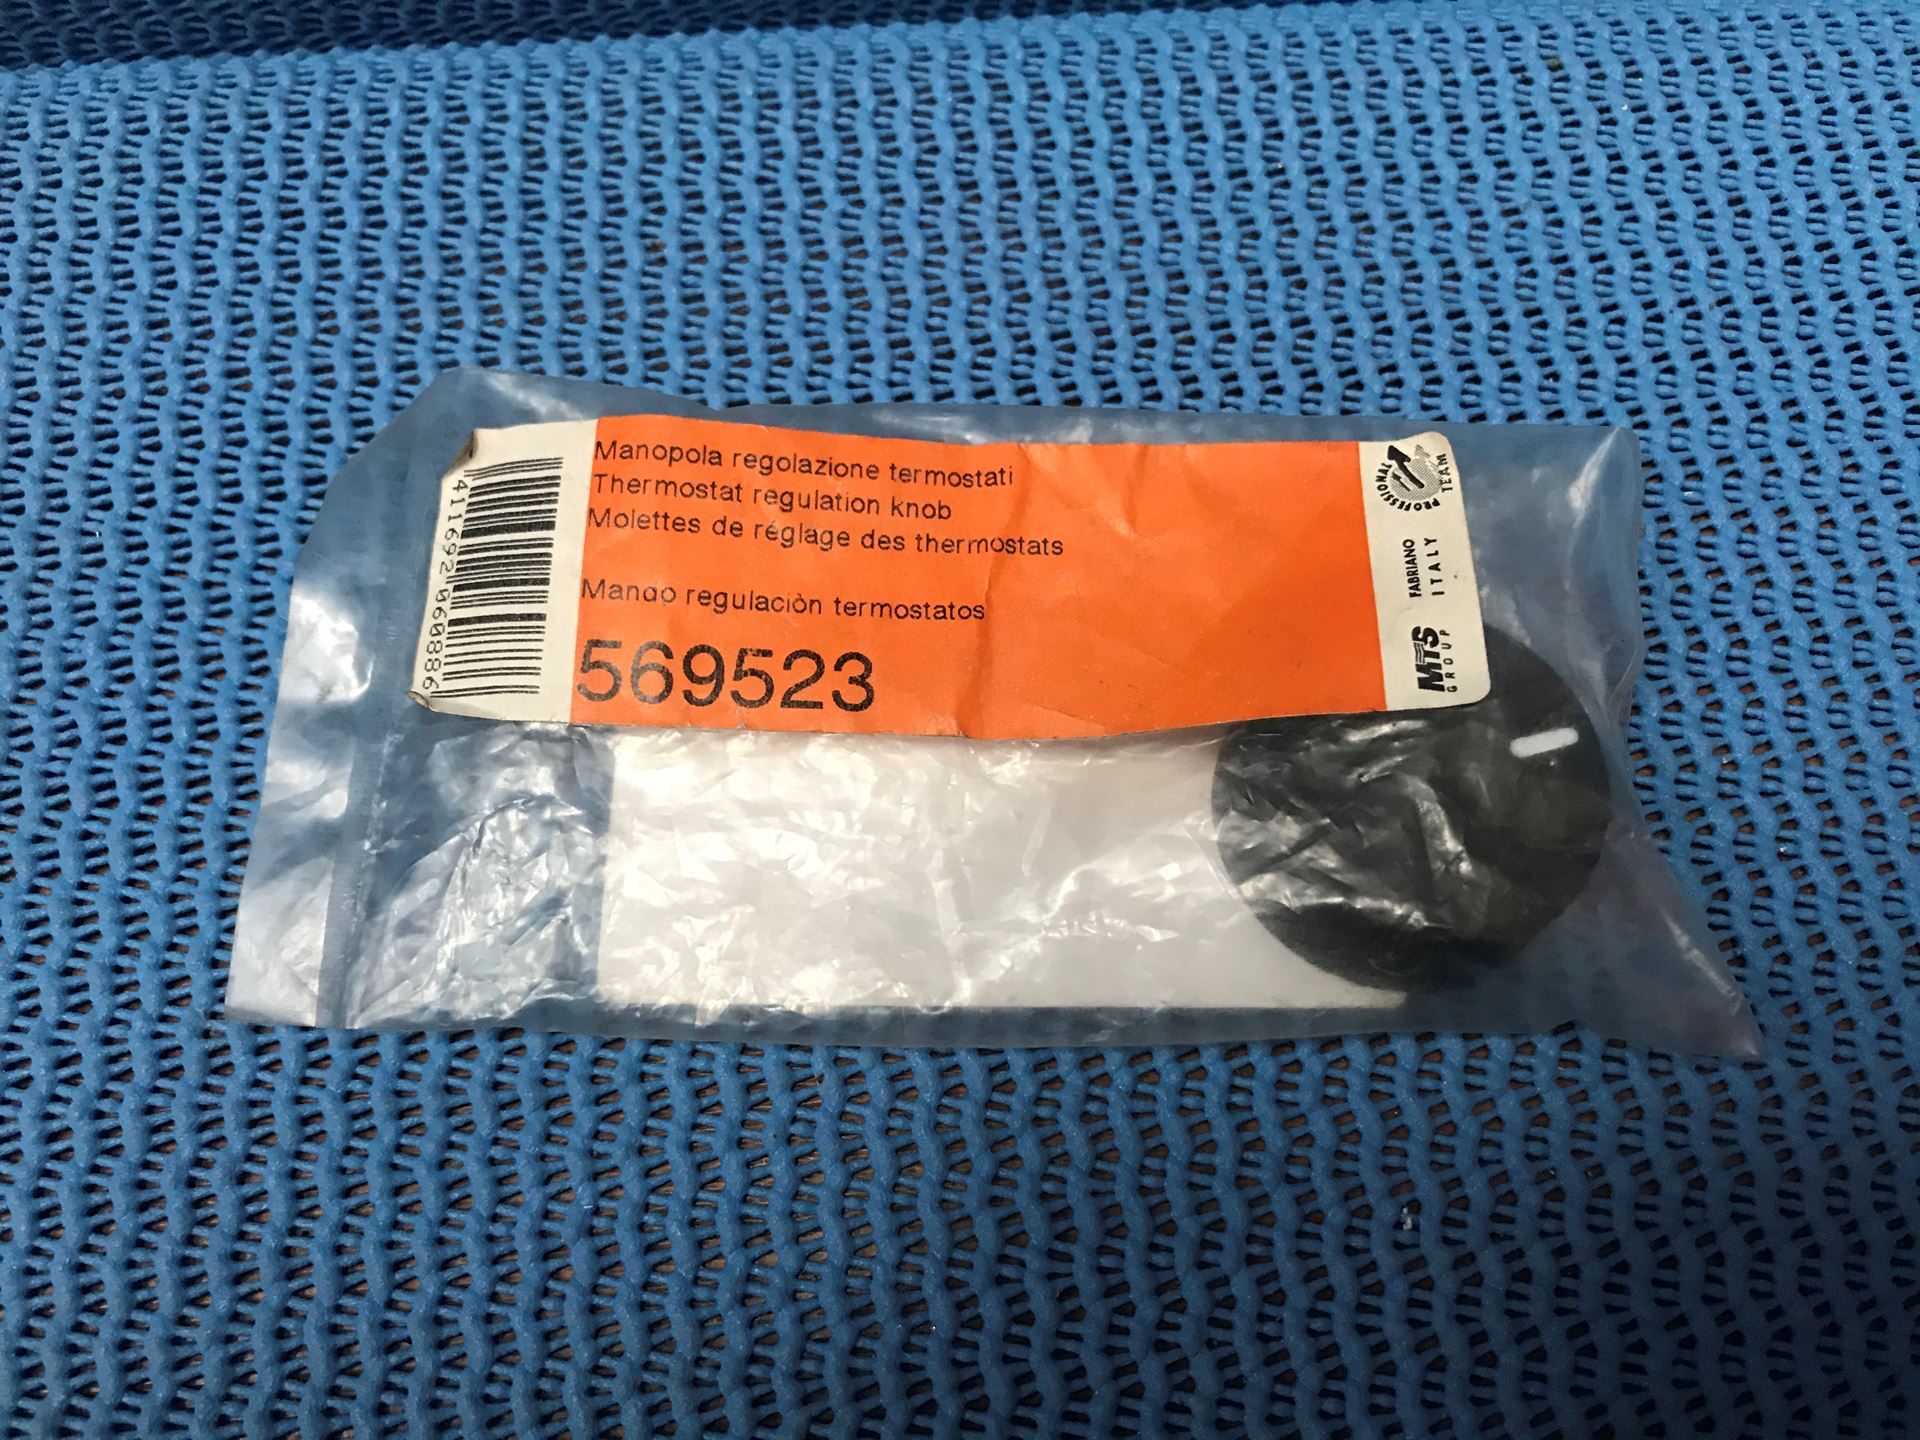 Manopola regolazione termostati
Thermostat regulation knob
Molettes de réglage des thermostats
Mando regulaciòn termostatos
569523
4116921060886
PROFESSIONAL TEAM
FABRIANO
ITALY
MTS
GROUP